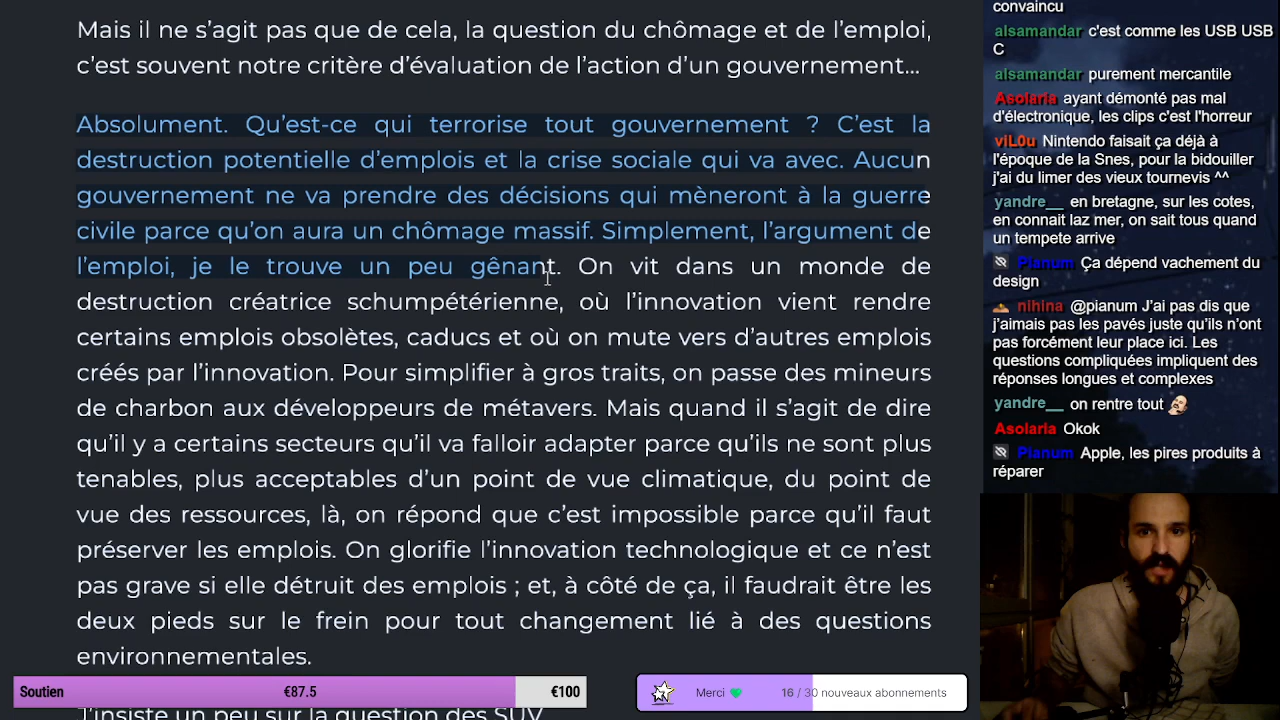 Mais il ne s’agit pas que de cela, la question du chômage et de l’emploi,
c’est souvent notre critère d’évaluation de l’action d’un gouvernement…
Absolument. Qu’est-ce qui terrorise tout gouvernement ? C’est la
destruction potentielle d’emplois et la crise sociale qui va avec. Aucun
gouvernement ne va prendre des décisions qui mèneront à la guerre
civile parce qu’on aura un chômage massif. Simplement, l’argument de
l’emploi, je le trouve un peu gênant. On vit dans un monde de
destruction créatrice schumpétérienne, où l’innovation vient rendre
certains emplois obsolètes, caducs et où on mute vers d’autres emplois
créés par l’innovation. Pour simplifier à gros traits, on passe des mineurs
de charbon aux développeurs de métavers. Mais quand il s’agit de dire
qu’il y a certains secteurs qu’il va falloir adapter parce qu’ils ne sont plus
tenables, plus acceptables d’un point de vue climatique, du point de
vue des ressources, là, on répond que c’est impossible parce qu’il faut
préserver les emplois. On glorifie l’innovation technologique et ce n’est
pas grave si elle détruit des emplois ; et, à côté de ça, il faudrait être les
deux pieds sur le frein pour tout changement lié à des questions
environnementales.
J’insiste un peu sur la question des SUV
Soutien €87.5 €100
Merci 16 / 30 nouveaux abonnements
convaincu
alsamandar c'est comme les USB USB
C
alsamandar purement mercantile
Asolaria ayant démonté pas mal
d'électronique, les clips c'est l'horreur
viL0u Nintendo faisait ça déjà à
l'époque de la Snes, pour la bidouiller
j'ai du limer des vieux tournevis ^^
yandre__ en bretagne, sur les cotes,
on connait laz mer, on sait tous quand
un tempete arrive
Pianum Ça dépend vachement du
design
nihina @pianum J’ai pas dis que
j’aimais pas les pavés juste qu’ils n’ont
pas forcément leur place ici. Les
questions compliquées impliquent des
réponses longues et complexes
yandre__ on rentre tout
Asolaria Okok
Pianum Apple, les pires produits à
réparer